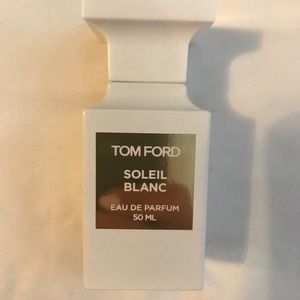 TOM FORD
SOLEIL
BLANC
EAU DE PARFUM
50 ML